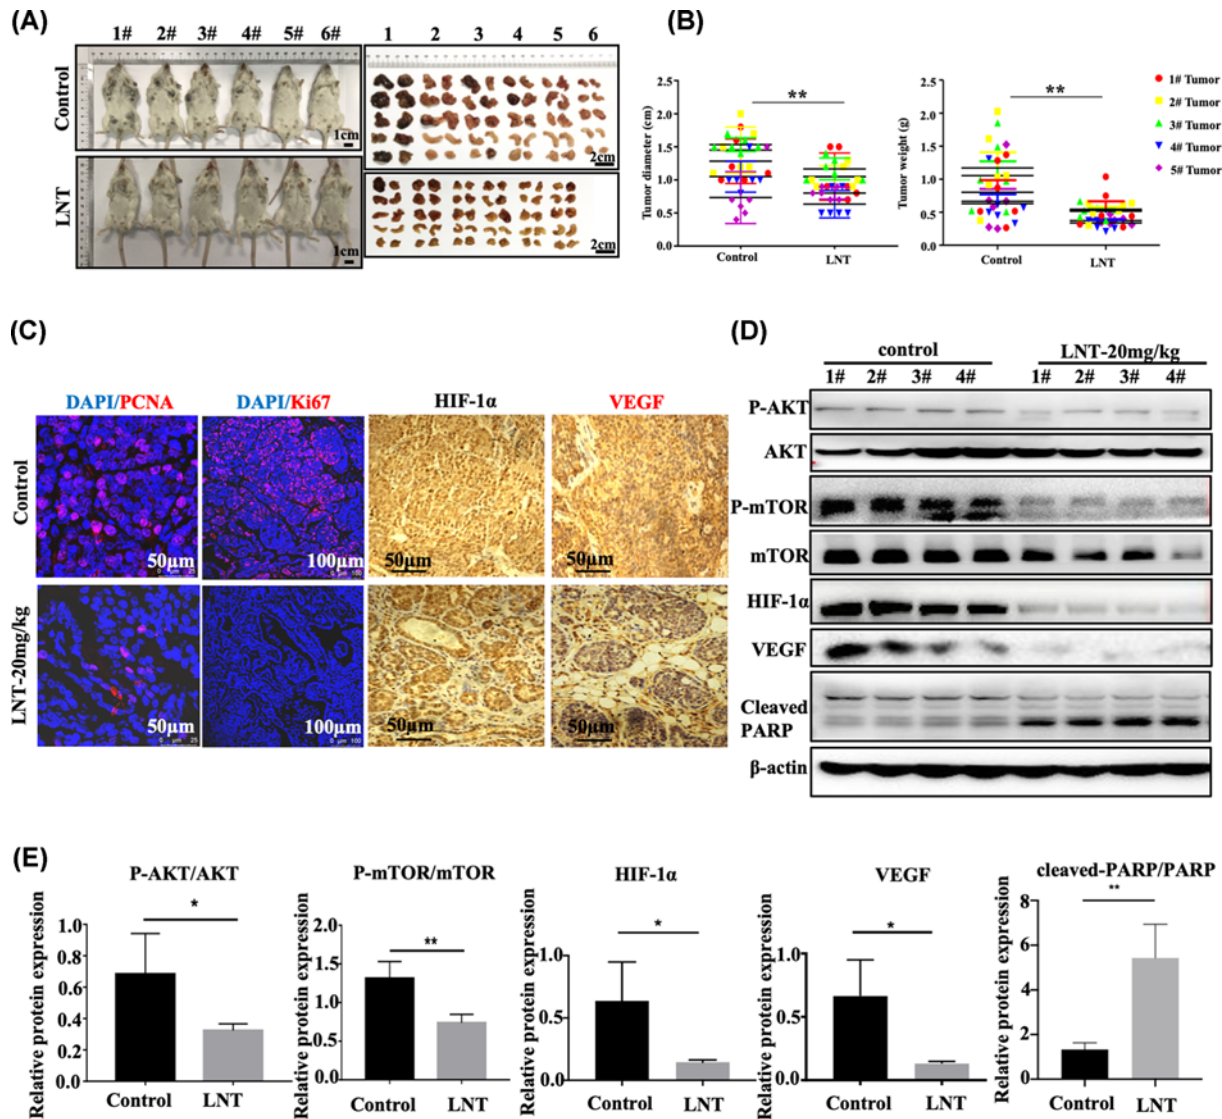 (A)
1# 2# 3# 4# 5# 6#
1 2 3 4 5 6
Control
1cm
2cm
LNT
1cm
2cm
(B)
Tumor diameter (cm)
2.5
2.0
1.5
1.0
0.5
0.0
Control LNT
**
Tumor weight (g)
2.5
2.0
1.5
1.0
0.5
0.0
Control LNT
**
1# Tumor
2# Tumor
3# Tumor
4# Tumor
5# Tumor
(C)
DAPI/PCNA DAPI/Ki67 HIF-1α VEGF
Control
50μm 100μm 50μm 50μm
LNT-20mg/kg
50μm 100μm 50μm 50μm
(D)
control LNT-20mg/kg
1# 2# 3# 4# 1# 2# 3# 4#
P-AKT
AKT
P-mTOR
mTOR
HIF-1α
VEGF
Cleaved
PARP
β-actin
(E)
P-AKT/AKT
Relative protein expression
1.0
0.8
0.6
0.4
0.2
0.0
*
Control LNT
P-mTOR/mTOR
Relative protein expression
2.0
1.5
1.0
0.5
0.0
**
Control LNT
HIF-1α
Relative protein expression
1.0
0.5
0.0
*
Control LNT
VEGF
Relative protein expression
1.0
0.5
0.0
*
Control LNT
cleaved-PARP/PARP
Relative protein expression
8
6
4
2
0
**
Control LNT